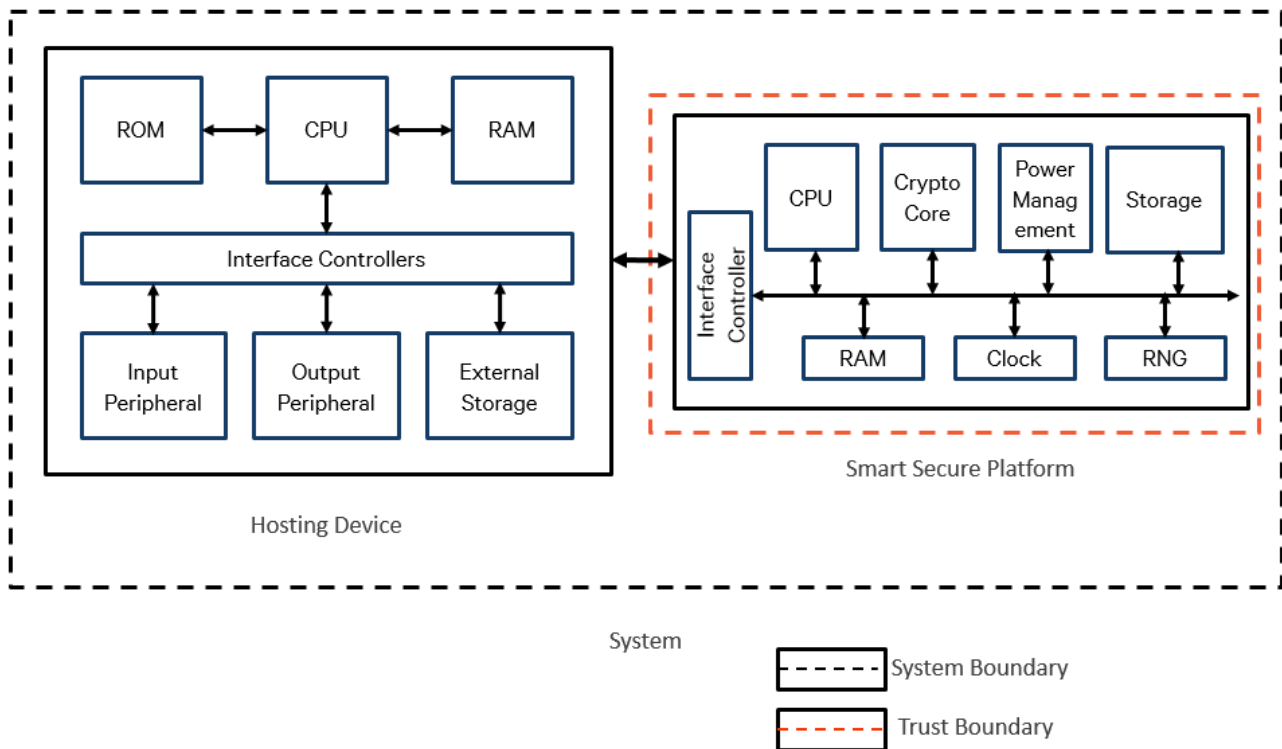 ROM
CPU
RAM
Interface Controllers
Input
Peripheral
Output
Peripheral
External
Storage
Hosting Device
Interface
Controller
CPU
Crypto
Core
Power
Manag
ement
Storage
RAM
Clock
RNG
Smart Secure Platform
System
System Boundary
Trust Boundary